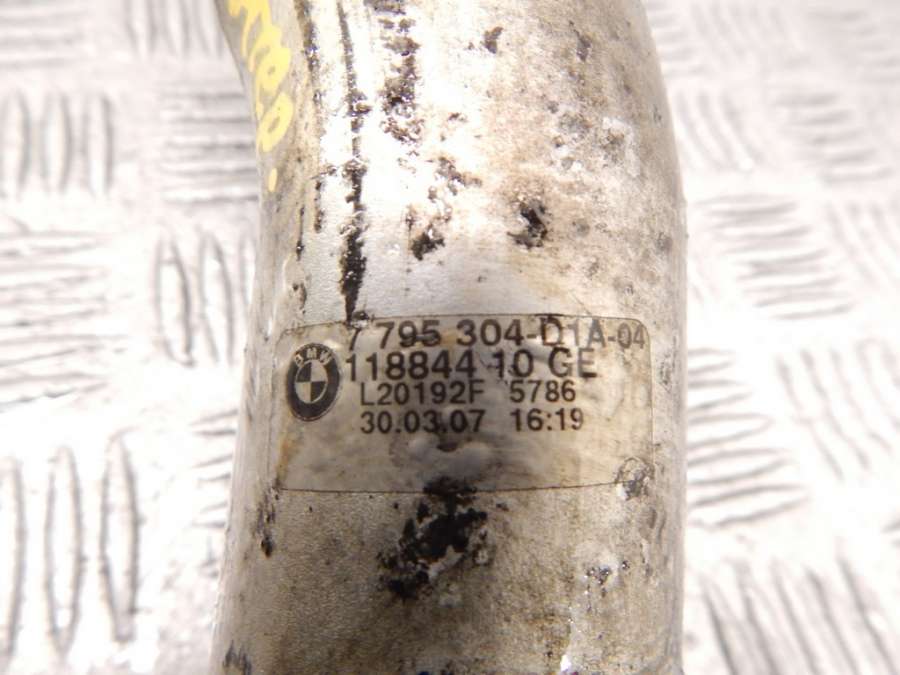 7 795 304-D1A-04
118844 10 GE
BMW
L20192F 5786
30.03.07 16:19